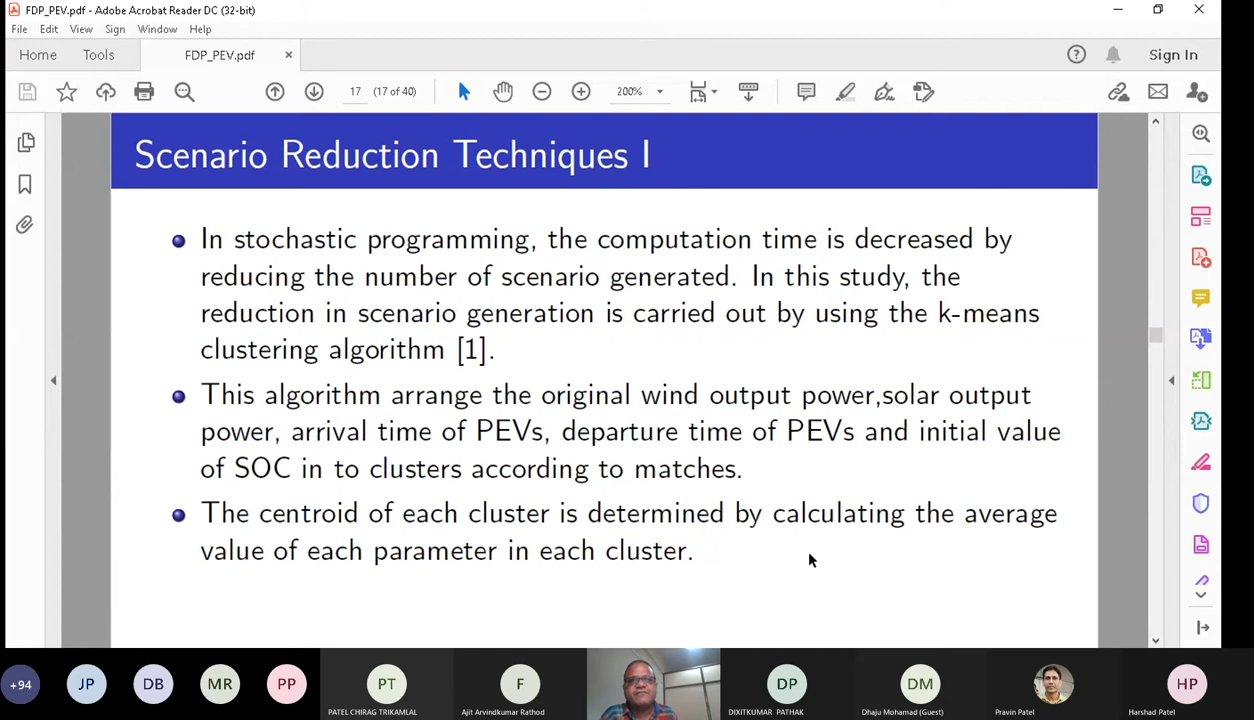 FDP_PEV.pdf - Adobe Acrobat Reader DC (32-bit)
File Edit View Sign Window Help
Home Tools FDP_PEV.pdf Sign In
17 (17 of 40) 200%
Scenario Reduction Techniques I
In stochastic programming, the computation time is decreased by
reducing the number of scenario generated. In this study, the
reduction in scenario generation is carried out by using the k-means
clustering algorithm [1].
This algorithm arrange the original wind output power,solar output
power, arrival time of PEVs, departure time of PEVs and initial value
of SOC in to clusters according to matches.
The centroid of each cluster is determined by calculating the average
value of each parameter in each cluster.
+94 JP DB MR PP PT F DP DM HP
PATEL CHIRAG TRIKAMLAL Ajit Arvindkumar Rathod DIXITKUMAR PATHAK Dhaju Mohamad (Guest) Pravin Patel Harshad Patel